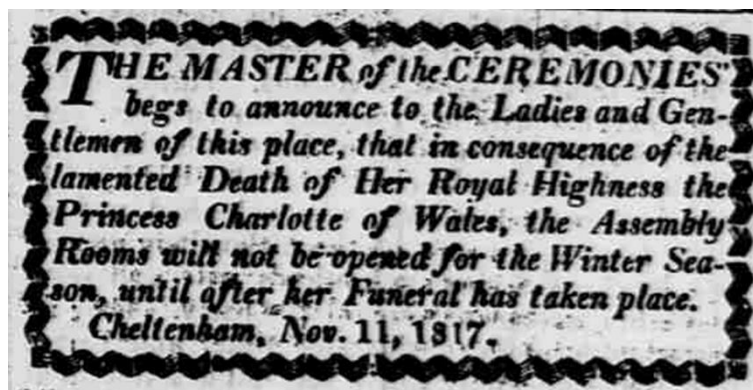 THE MASTER of the CEREMONIES
begs to announce to the Ladies and Gen-
tlemen of this place, that in consequence of the
lamented Death of Her Royal Highness the
Princess Charlotte of Wales, the Assembly
Rooms will not be opened for the Winter Sea-
son, until after her Funeral has taken place.
Cheltenham, Nov. 11, 1817.